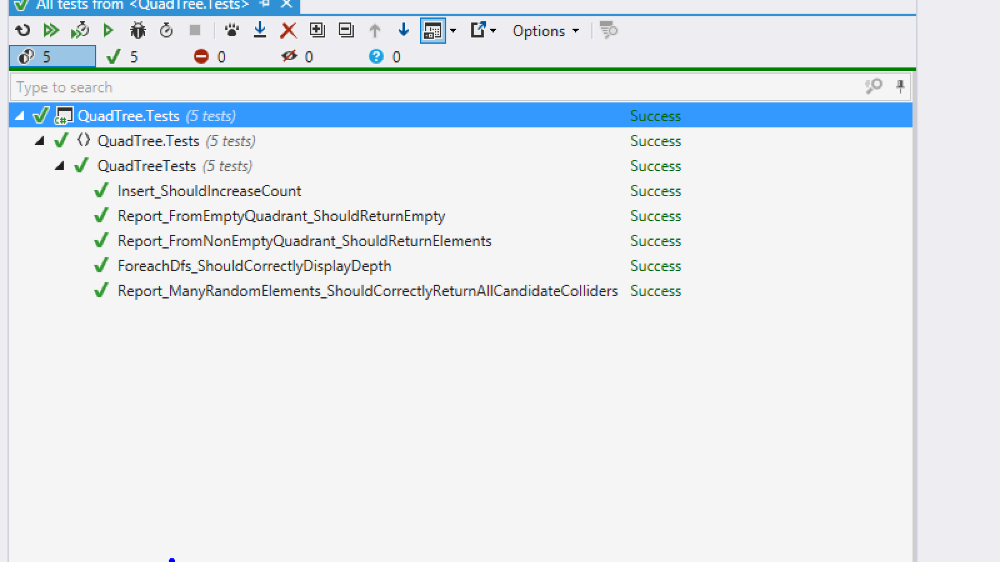 All tests from <QuadTree.Tests>
Options
5 5 0 0 ? 0
Type to search
C# QuadTree.Tests (5 tests) Success
QuadTree.Tests (5 tests) Success
QuadTreeTests (5 tests) Success
Insert_ShouldIncreaseCount Success
Report_FromEmptyQuadrant_ShouldReturnEmpty Success
Report_FromNonEmptyQuadrant_ShouldReturnElements Success
ForeachDfs_ShouldCorrectlyDisplayDepth Success
Report_ManyRandomElements_ShouldCorrectlyReturnAllCandidateColliders Success